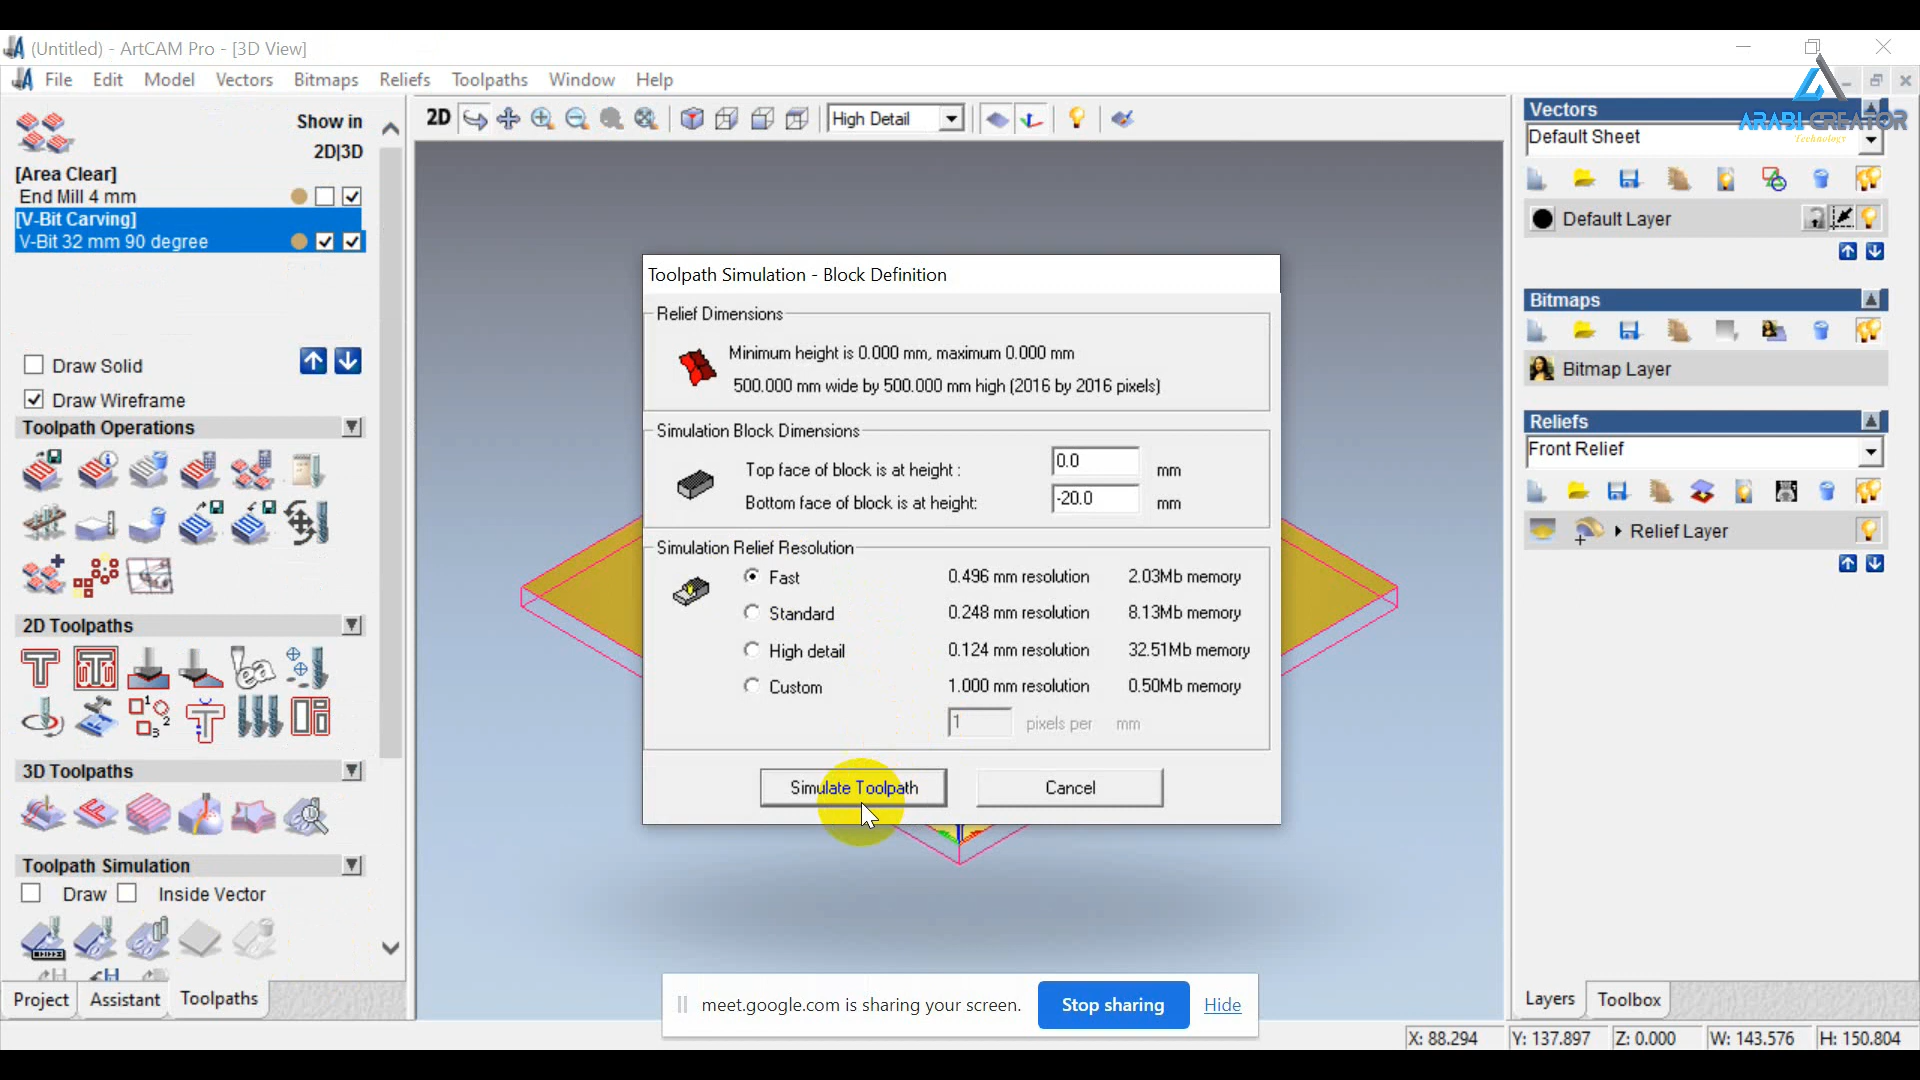 (Untitled) - ArtCAM Pro - [3D View]
File Edit Model Vectors Bitmaps Reliefs Toolpaths Window Help
ARABI CREATOR
Technology
Show in
2D|3D
[Area Clear]
End Mill 4 mm
[V-Bit Carving]
V-Bit 32 mm 90 degree
Draw Solid
Draw Wireframe
Toolpath Operations
2D Toolpaths
3D Toolpaths
Toolpath Simulation
Draw Inside Vector
Project Assistant Toolpaths
2D High Detail
Toolpath Simulation - Block Definition
Relief Dimensions
Minimum height is 0.000 mm, maximum 0.000 mm
500.000 mm wide by 500.000 mm high (2016 by 2016 pixels)
Simulation Block Dimensions
Top face of block is at height : 0.0 mm
Bottom face of block is at height: -20.0 mm
Simulation Relief Resolution
Fast 0.496 mm resolution 2.03Mb memory
Standard 0.248 mm resolution 8.13Mb memory
High detail 0.124 mm resolution 32.51Mb memory
Custom 1.000 mm resolution 0.50Mb memory
1 pixels per mm
Simulate Toolpath Cancel
meet.google.com is sharing your screen. Stop sharing Hide
Vectors
Default Sheet
Default Layer
Bitmaps
Bitmap Layer
Reliefs
Front Relief
Relief Layer
Layers Toolbox
X: 88.294 Y: 137.897 Z: 0.000 W: 143.576 H: 150.804